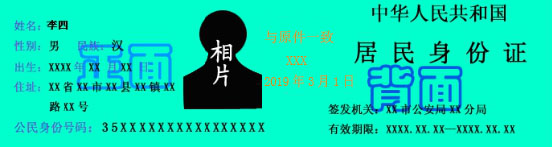 姓名：李四
性别：男 民族：汉
出生：XXXX 年 XX 月 XX 日
住址：XX 省 XX 市 XX 县 XX 镇 XX
路 XX 号
公民身份号码：35XXXXXXXXXXXXXXXX
正面
相片
与原件一致
XXX
2019 年 3 月 1 日
中华人民共和国
居民身份证
背面
签发机关：XX 市公安局 XX 分局
有效期限：XXXX.XX.XX—XXXX.XX.XX